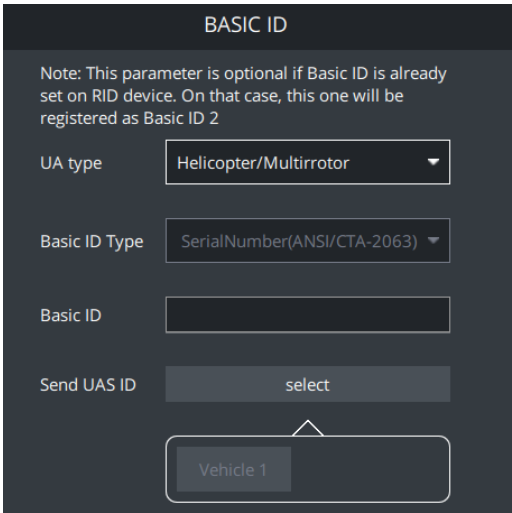 BASIC ID
Note: This parameter is optional if Basic ID is already
set on RID device. On that case, this one will be
registered as Basic ID 2
UA type
Helicopter/Multirrotor
Basic ID Type
SerialNumber(ANSI/CTA-2063)
Basic ID
Send UAS ID
select
Vehicle 1